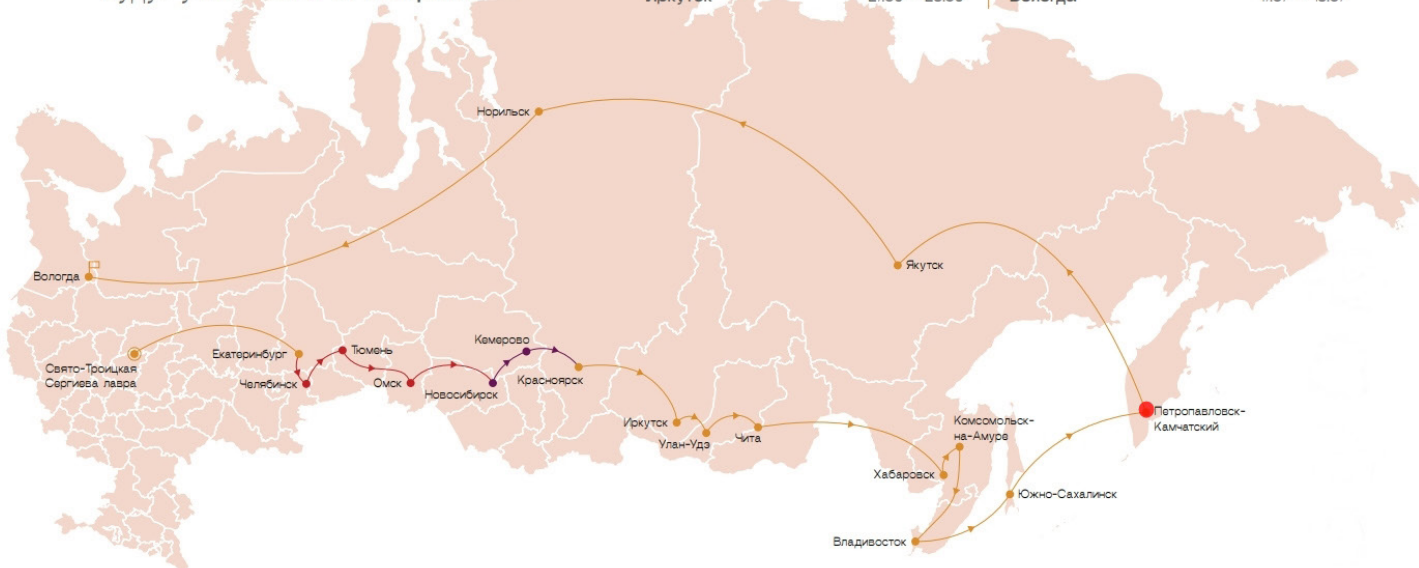 Норильск
Вологда
Якутск
Свято-Троицкая
Сергиева лавра
Екатеринбург
Тюмень
Челябинск
Омск
Кемерово
Новосибирск
Красноярск
Иркутск
Улан-Удэ
Чита
Комсомольск-
на-Амуре
Хабаровск
Петропавловск-
Камчатский
Южно-Сахалинск
Владивосток